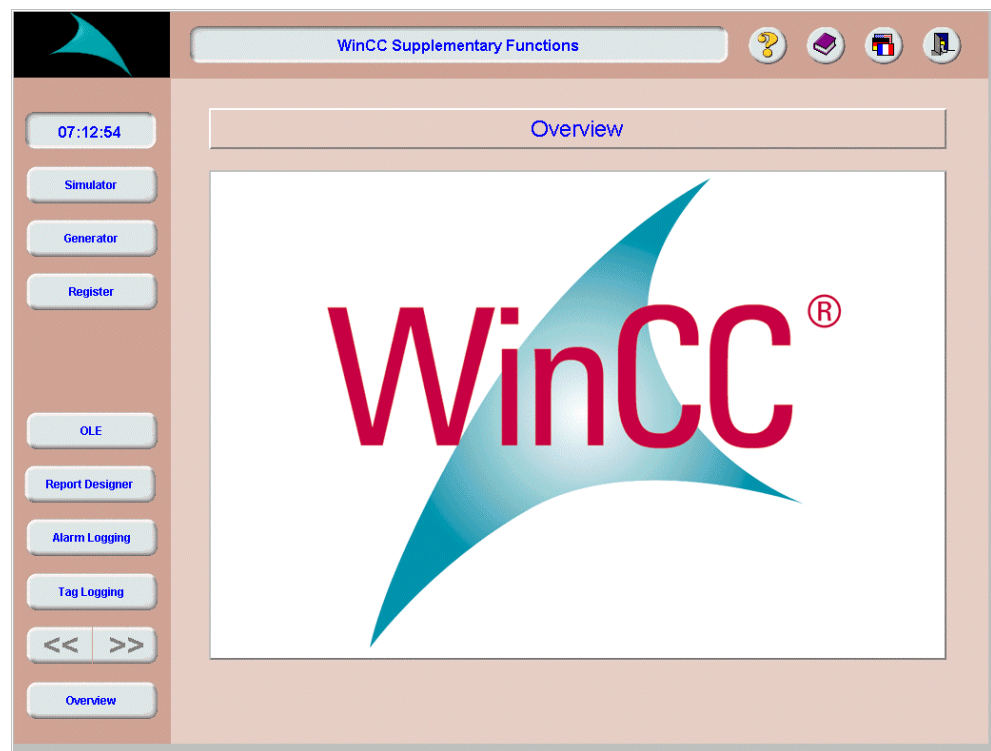 WinCC Supplementary Functions
?
07:12:54
Overview
Simulator
Generator
Register
WinCC®
OLE
Report Designer
Alarm Logging
Tag Logging
<< >>
Overview